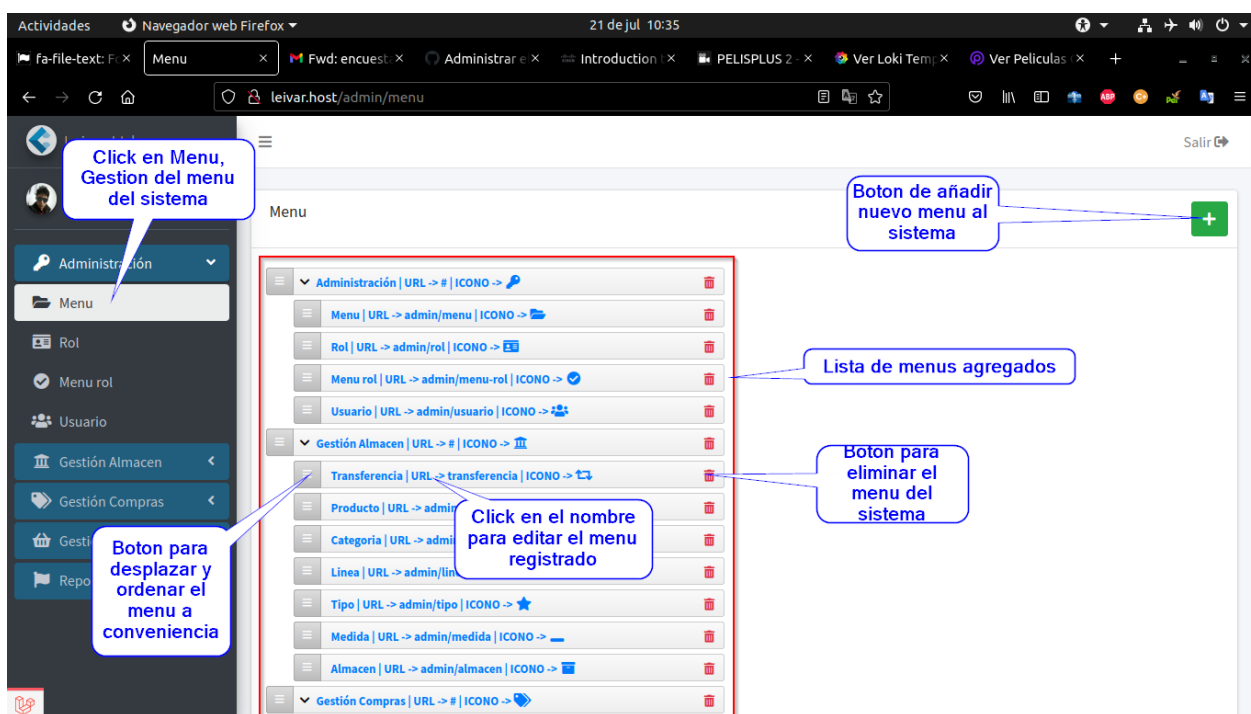 Actividades
Navegador web Firefox
21 de jul 10:35
fa-file-text: Fo
Menu
Fwd: encuest
Administrar el
Introduction t
PELISPLUS 2 -
Ver Loki Temp
Ver Peliculas
leivar.host/admin/menu
Salir
Click en Menu,
Gestion del menu
del sistema
Administración
Menu
Rol
Menu rol
Usuario
Gestión Almacen
Gestión Compras
Boton para
desplazar y
ordenar el
menu a
conveniencia
Menu
Boton de añadir
nuevo menu al
sistema
Administración | URL -> # | ICONO ->
Menu | URL -> admin/menu | ICONO ->
Rol | URL -> admin/rol | ICONO ->
Menu rol | URL -> admin/menu-rol | ICONO ->
Usuario | URL -> admin/usuario | ICONO ->
Gestión Almacen | URL -> # | ICONO ->
Transferencia | URL -> transferencia | ICONO ->
Producto | URL -> admin
Categoria | URL -> admi
Linea | URL -> admin/lin
Tipo | URL -> admin/tipo | ICONO ->
Medida | URL -> admin/medida | ICONO ->
Almacen | URL -> admin/almacen | ICONO ->
Gestión Compras | URL -> # | ICONO ->
Lista de menus agregados
Boton para
eliminar el
menu del
sistema
Click en el nombre
para editar el menu
registrado